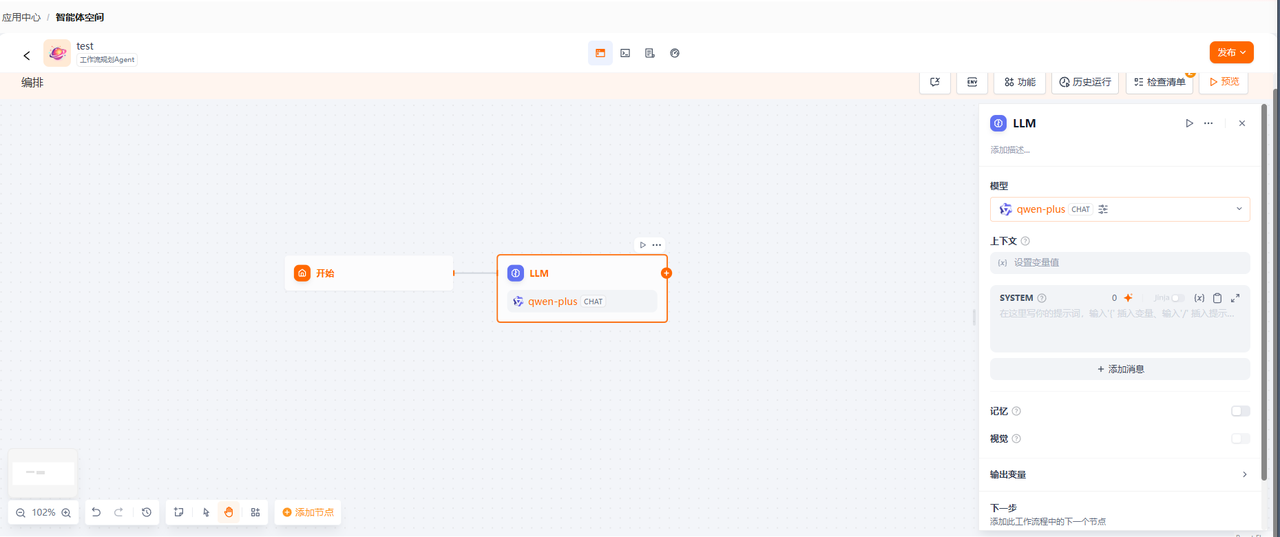 应用中心 / 智能体空间
test
工作流规划Agent
发布
编排
ENV
功能
历史运行
检查清单
预览
LLM
添加描述...
模型
qwen-plus CHAT
上下文
{x} 设置变量值
SYSTEM 0 Jinja {x}
在这里写你的提示词，输入'{' 插入变量、输入'/' 插入提示...
+ 添加消息
记忆
视觉
输出变量
下一步
添加此工作流程中的下一个节点
开始
LLM
qwen-plus CHAT
102%
添加节点